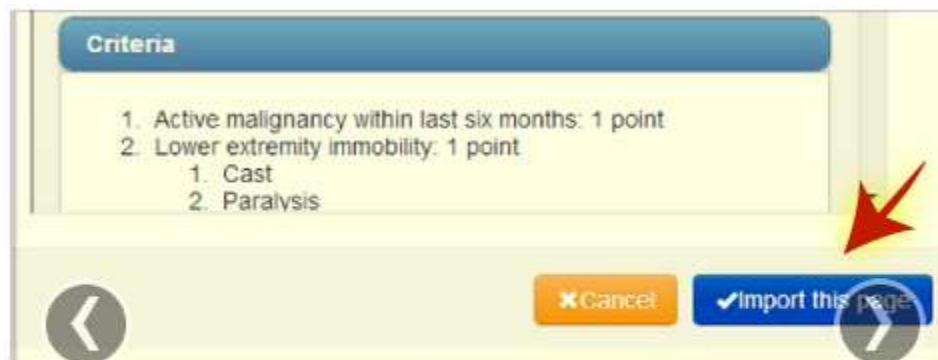 Criteria
1. Active malignancy within last six months: 1 point
2. Lower extremity immobility: 1 point
1. Cast
2. Paralysis
✖Cancel ✔Import this page